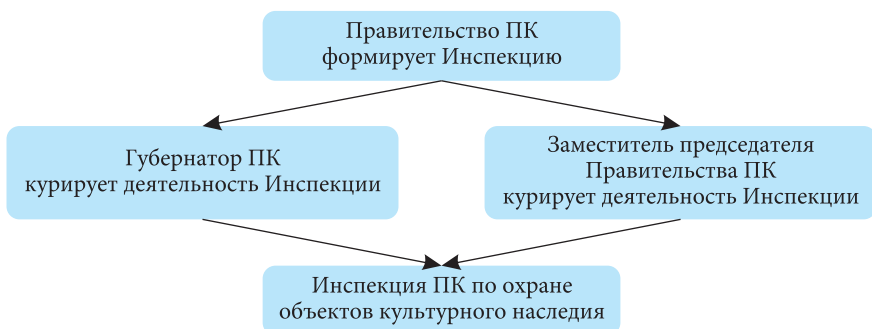 Правительство ПК
формирует Инспекцию
Губернатор ПК
курирует деятельность Инспекции
Заместитель председателя
Правительства ПК
курирует деятельность Инспекции
Инспекция ПК по охране
объектов культурного наследия